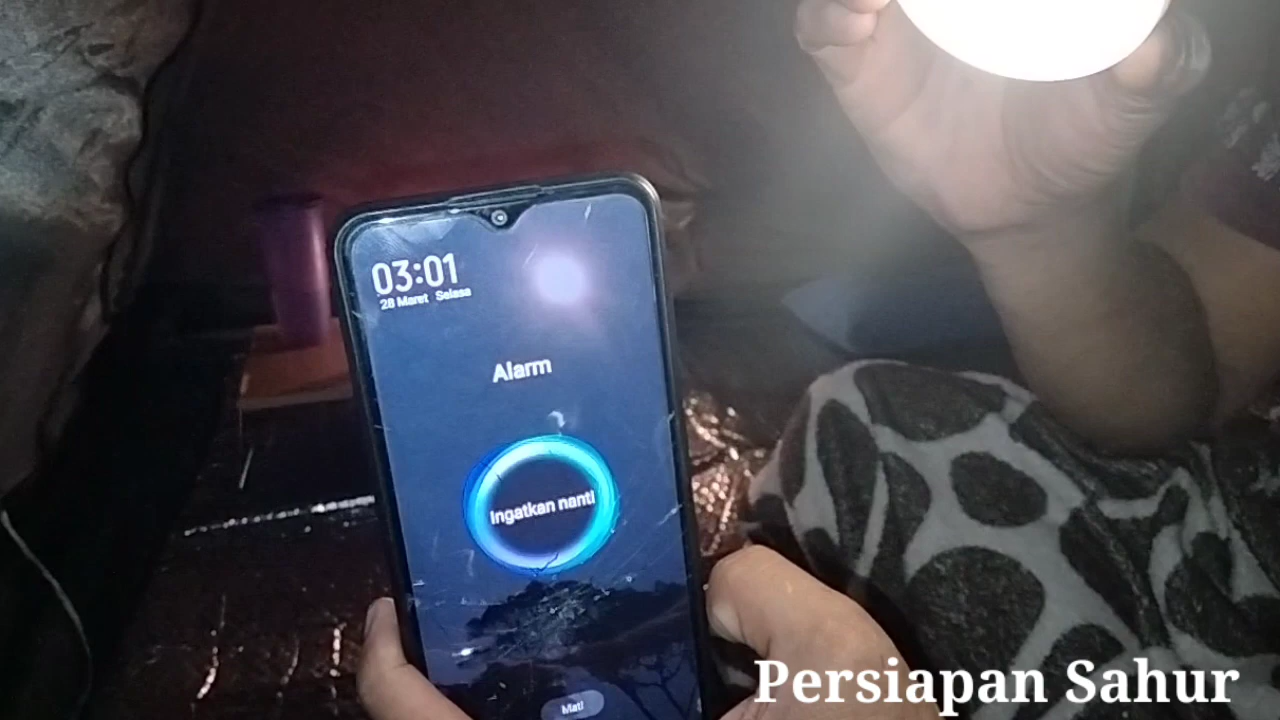 03:01
28 Maret Selasa
Alarm
Ingatkan nanti
Mati
Persiapan Sahur